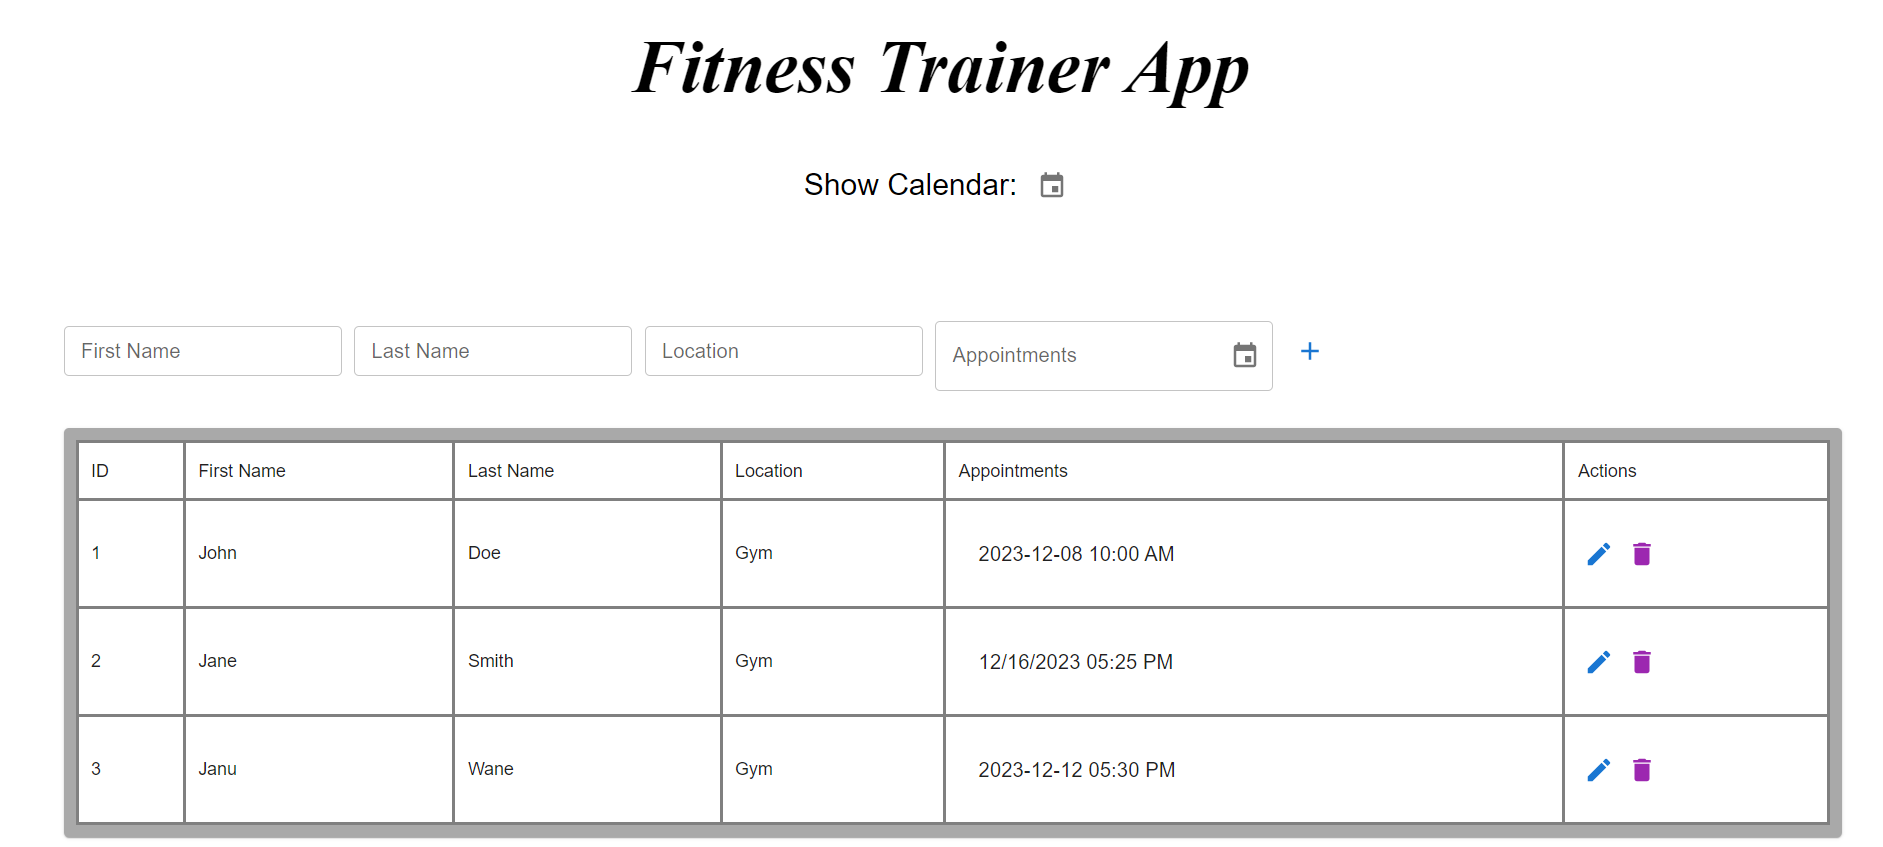 Fitness Trainer App
Show Calendar:
First Name Last Name Location Appointments
ID First Name Last Name Location Appointments Actions
1 John Doe Gym 2023-12-08 10:00 AM
2 Jane Smith Gym 12/16/2023 05:25 PM
3 Janu Wane Gym 2023-12-12 05:30 PM